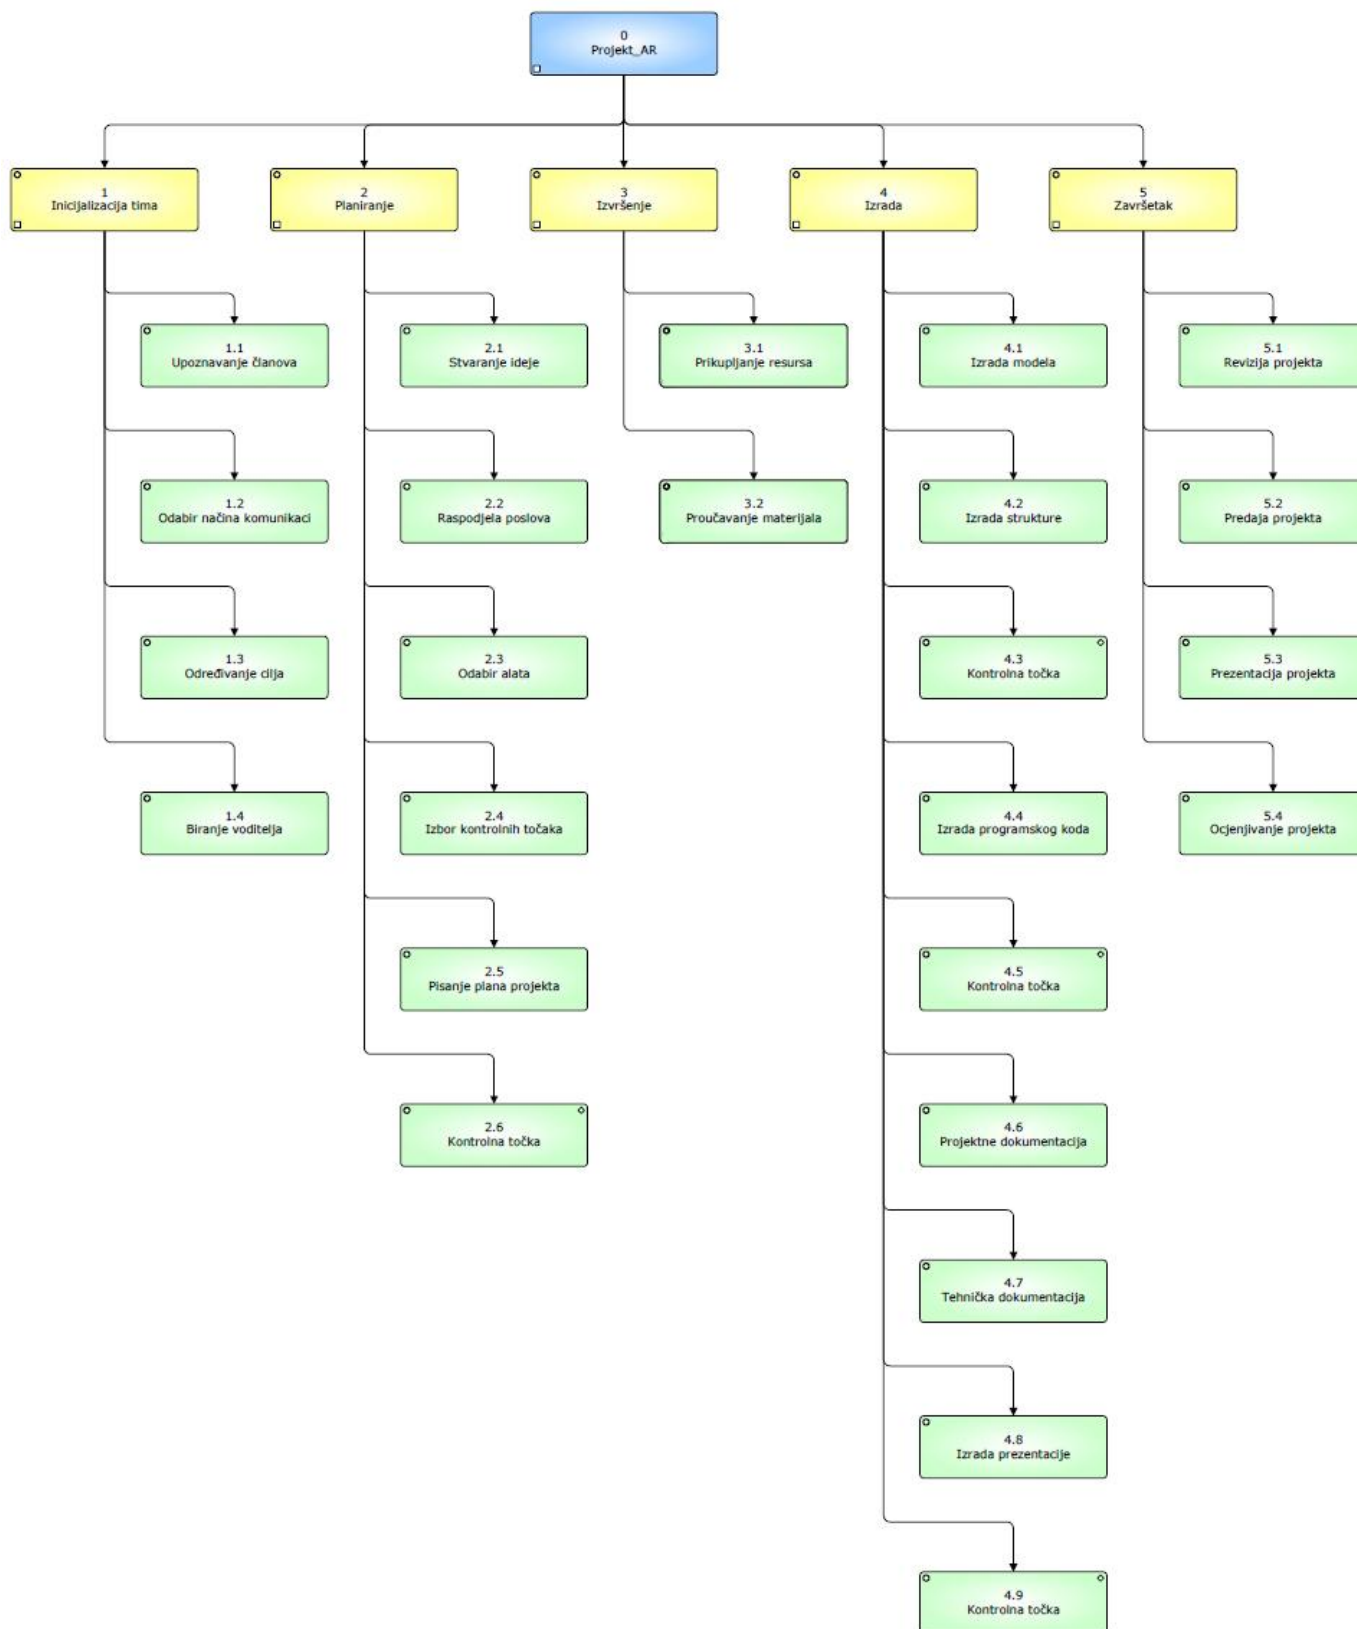 0
Projekt_AR
1
Inicijalizacija tima
2
Planiranje
3
Izvršenje
4
Izrada
5
Završetak
1.1
Upoznavanje članova
2.1
Stvaranje ideje
3.1
Prikupljanje resursa
4.1
Izrada modela
5.1
Revizija projekta
1.2
Odabir načina komunikaci
2.2
Raspodjela poslova
3.2
Proučavanje materijala
4.2
Izrada strukture
5.2
Predaja projekta
1.3
Određivanje cilja
2.3
Odabir alata
4.3
Kontrolna točka
5.3
Prezentacija projekta
1.4
Biranje voditelja
2.4
Izbor kontrolnih točaka
4.4
Izrada programskog koda
5.4
Ocjenjivanje projekta
2.5
Pisanje plana projekta
4.5
Kontrolna točka
2.6
Kontrolna točka
4.6
Projektne dokumentacija
4.7
Tehnička dokumentacija
4.8
Izrada prezentacije
4.9
Kontrolna točka